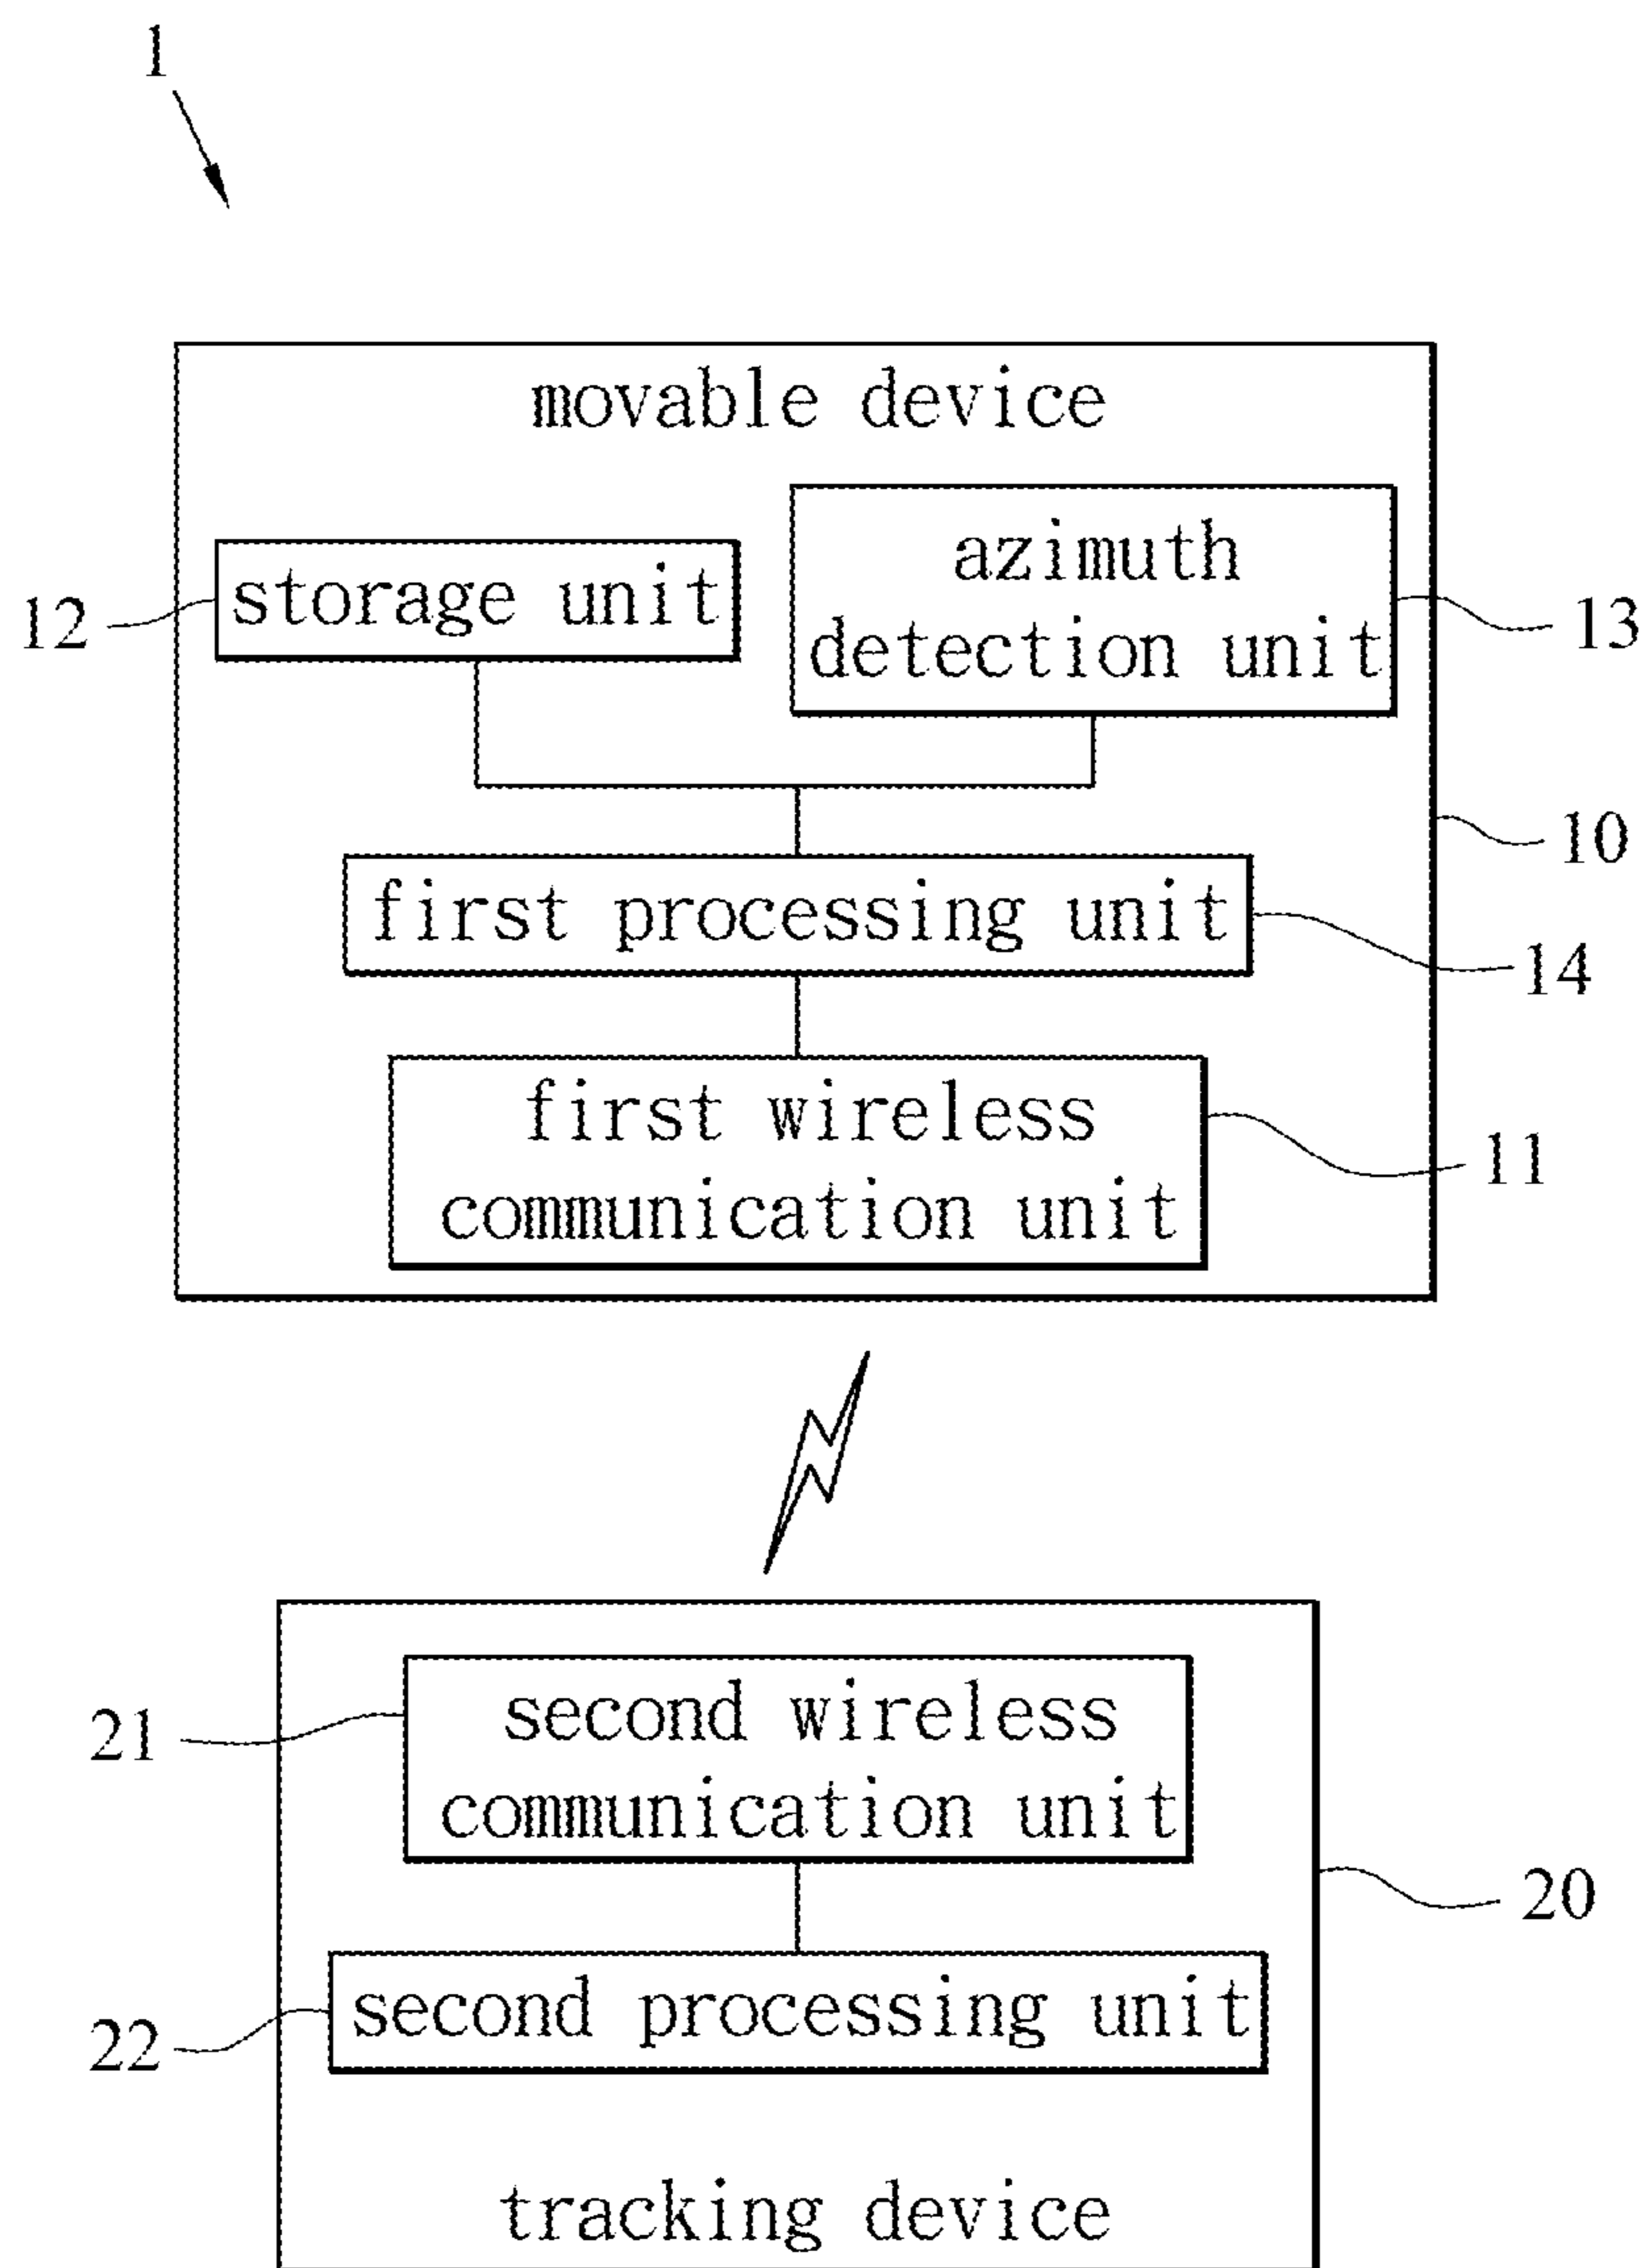 1
movable device
storage unit
azimuth
detection unit
12
13
10
first processing unit
14
first wireless
communication unit
11
second wireless
communication unit
21
20
second processing unit
22
tracking device